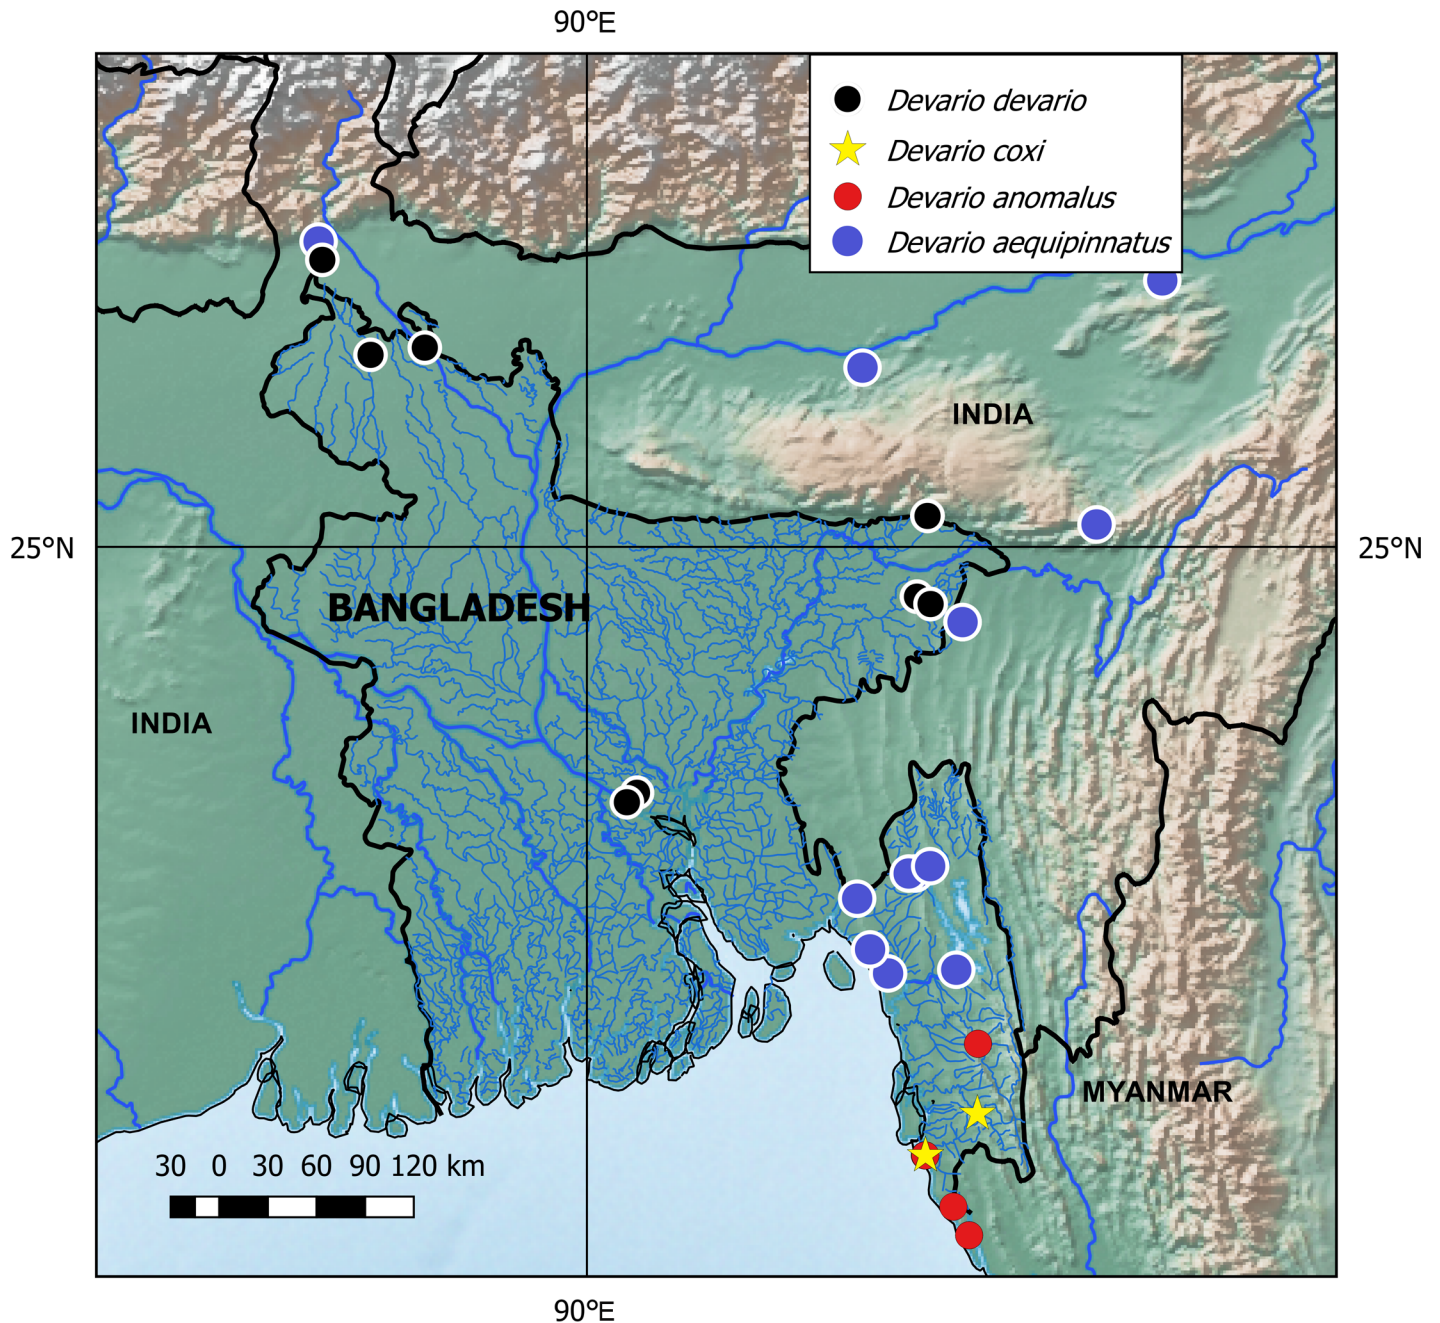 90°E
Devario devario
Devario coxi
Devario anomalus
Devario aequipinnatus
INDIA
25°N
25°N
BANGLADESH
INDIA
MYANMAR
30 0 30 60 90 120 km
90°E